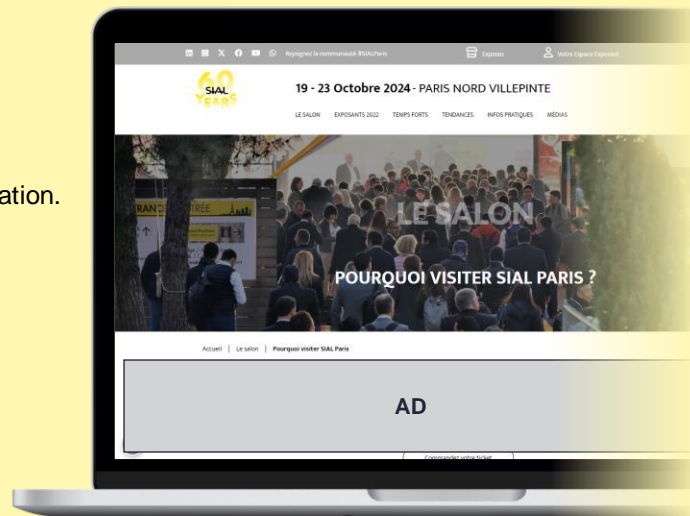 Rejoignez la communauté #SIALParis
Exposez
Votre Espace Exposant
60
SIAL
YEARS
19 - 23 Octobre 2024 - PARIS NORD VILLEPINTE
LE SALON EXPOSANTS 2022 TEMPS FORTS TENDANCES INFOS PRATIQUES MÉDIAS
ation.
LE SALON
POURQUOI VISITER SIAL PARIS ?
Accueil | Le salon | Pourquoi visiter SIAL Paris
AD
Commandez votre ticket